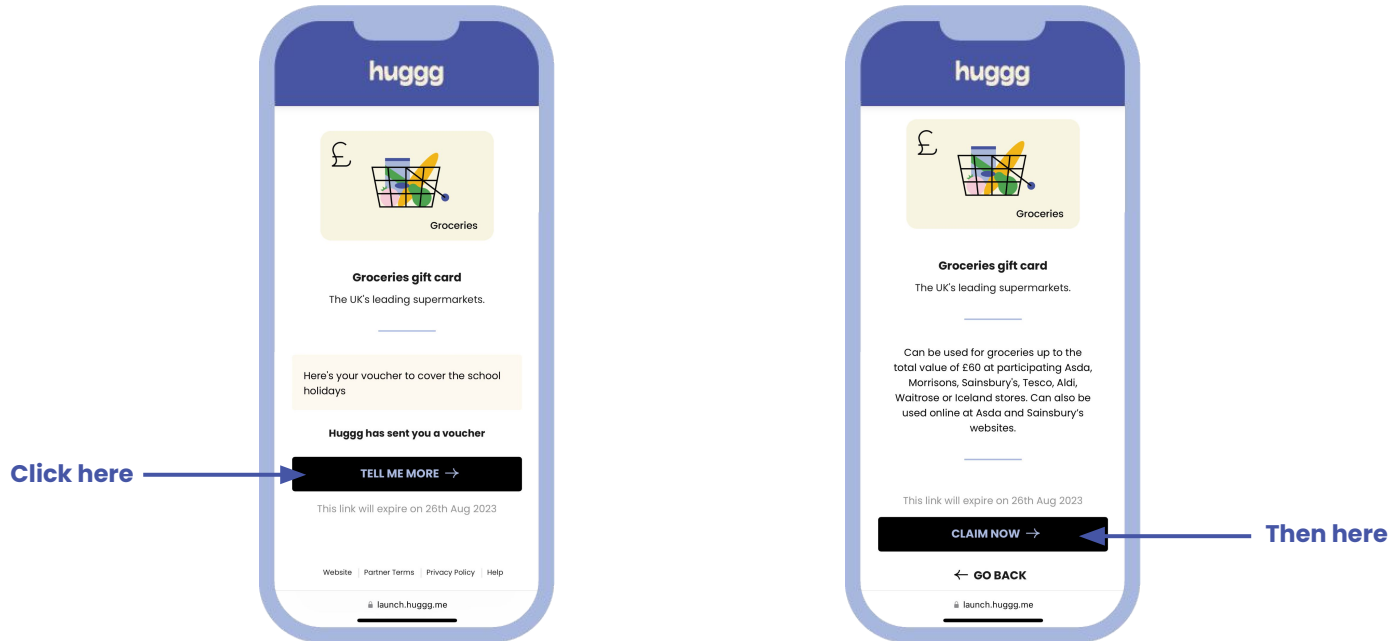 huggg
£
Groceries
Groceries gift card
The UK's leading supermarkets.
Here's your voucher to cover the school
holidays
Huggg has sent you a voucher
Click here
TELL ME MORE →
This link will expire on 26th Aug 2023
Website | Partner Terms | Privacy Policy | Help
launch.huggg.me
huggg
£
Groceries
Groceries gift card
The UK's leading supermarkets.
Can be used for groceries up to the
total value of £60 at participating Asda,
Morrisons, Sainsbury's, Tesco, Aldi,
Waitrose or Iceland stores. Can also be
used online at Asda and Sainsbury's
websites.
This link will expire on 26th Aug 2023
CLAIM NOW →
Then here
← GO BACK
launch.huggg.me